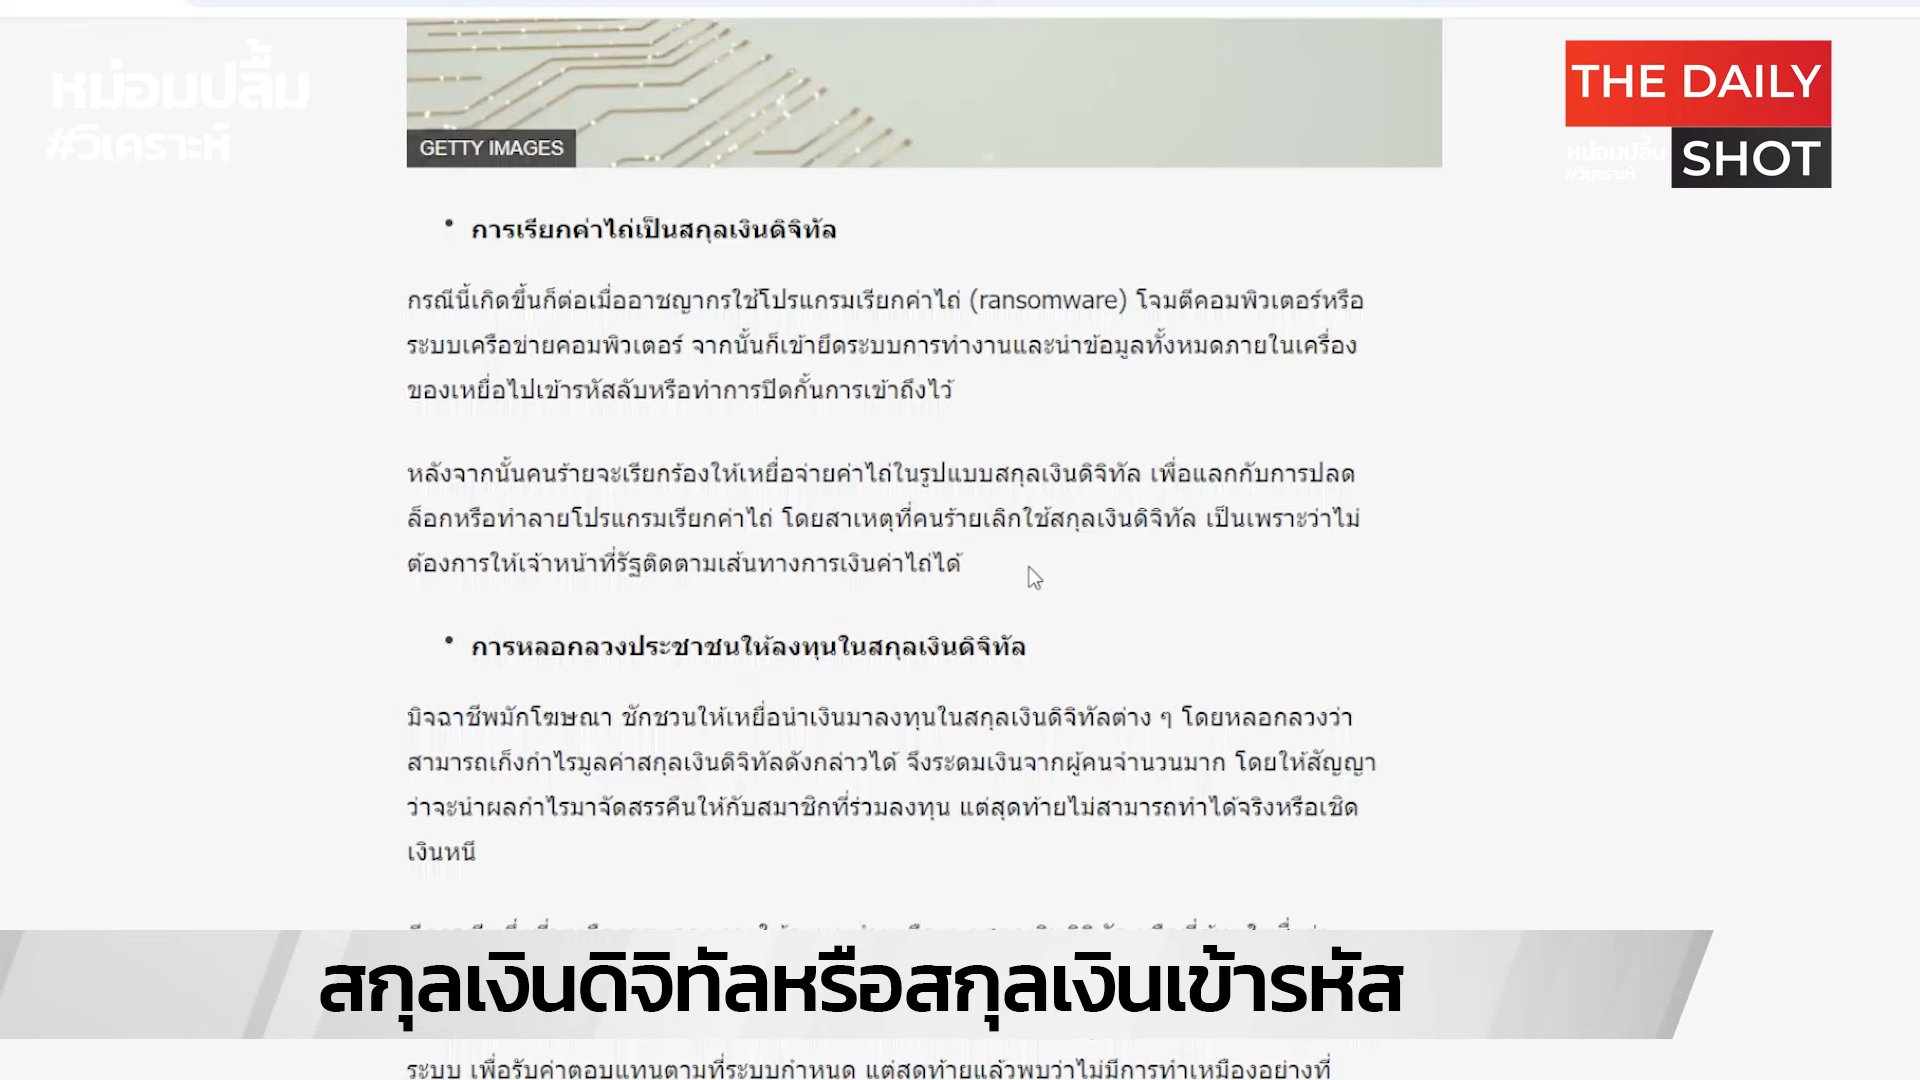 หม่อมปลื้ม
#วิเคราะห์
THE DAILY
SHOT
หม่อมปลื้ม
#วิเคราะห์
GETTY IMAGES
• การเรียกค่าไถ่เป็นสกุลเงินดิจิทัล
กรณีนี้เกิดขึ้นก็ต่อเมื่ออาชญากรใช้โปรแกรมเรียกค่าไถ่ (ransomware) โจมตีคอมพิวเตอร์หรือ
ระบบเครือข่ายคอมพิวเตอร์ จากนั้นก็เข้ายึดระบบการทำงานและนำข้อมูลทั้งหมดภายในเครื่อง
ของเหยื่อไปเข้ารหัสลับหรือทำการปิดกั้นการเข้าถึงไว้
หลังจากนั้นคนร้ายจะเรียกร้องให้เหยื่อจ่ายค่าไถ่ในรูปแบบสกุลเงินดิจิทัล เพื่อแลกกับการปลด
ล็อกหรือทำลายโปรแกรมเรียกค่าไถ่ โดยสาเหตุที่คนร้ายเลิกใช้สกุลเงินดิจิทัล เป็นเพราะว่าไม่
ต้องการให้เจ้าหน้าที่รัฐติดตามเส้นทางการเงินค่าไถ่ได้
• การหลอกลวงประชาชนให้ลงทุนในสกุลเงินดิจิทัล
มิจฉาชีพมักโฆษณา ชักชวนให้เหยื่อนำเงินมาลงทุนในสกุลเงินดิจิทัลต่าง ๆ โดยหลอกลวงว่า
สามารถเก็งกำไรมูลค่าสกุลเงินดิจิทัลดังกล่าวได้ จึงระดมเงินจากผู้คนจำนวนมาก โดยให้สัญญา
ว่าจะนำผลกำไรมาจัดสรรคืนให้กับสมาชิกที่ร่วมลงทุน แต่สุดท้ายไม่สามารถทำได้จริงหรือเชิด
เงินหนี
สกุลเงินดิจิทัลหรือสกุลเงินเข้ารหัส
ระบบ เพื่อรับค่าตอบแทนตามที่ระบบกำหนด แต่สุดท้ายแล้วพบว่าไม่มีการทำเหมืองอย่างที่